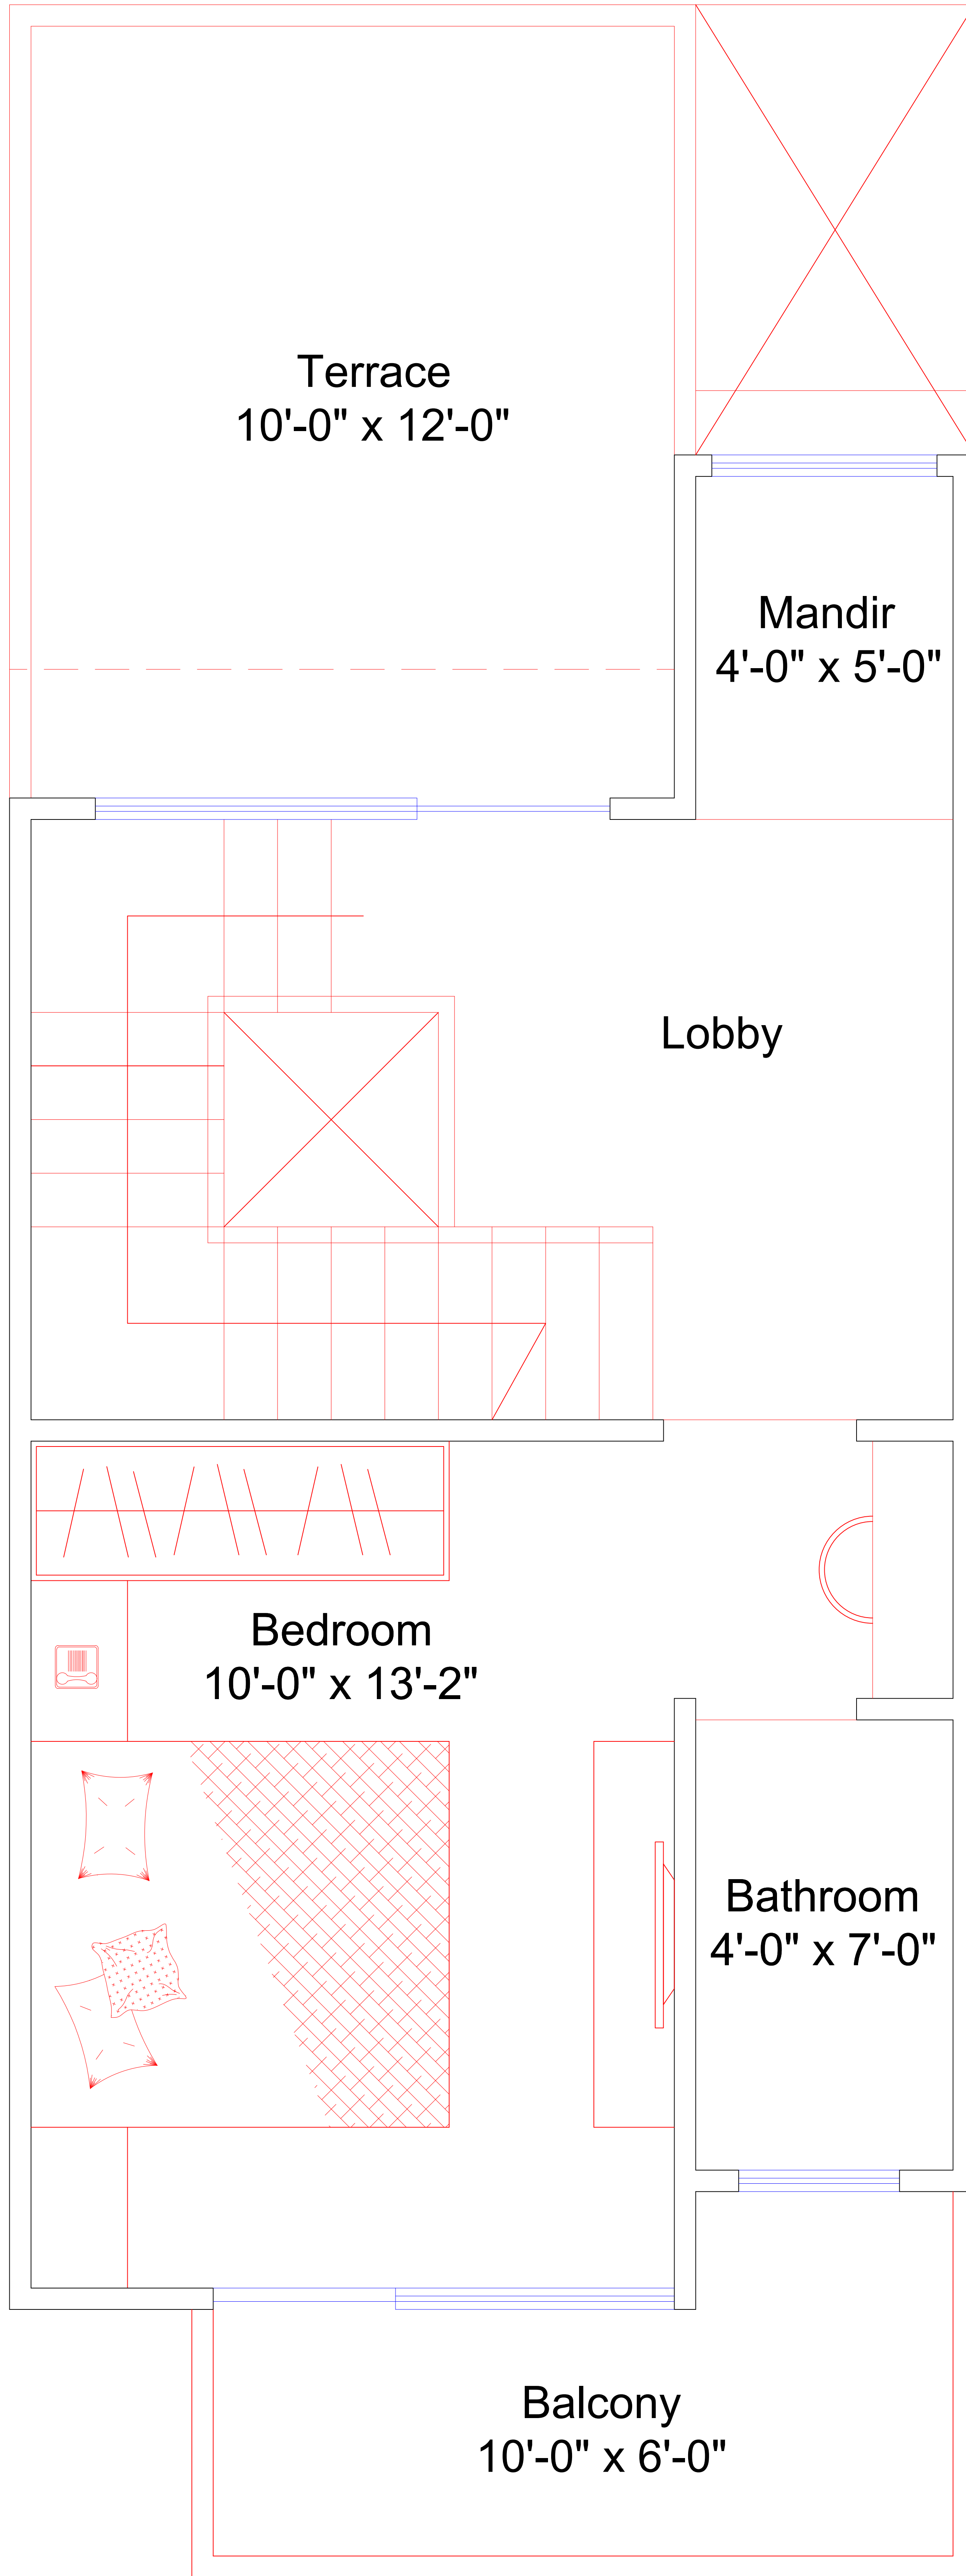 Terrace
10'-0" x 12'-0"
Mandir
4'-0" x 5'-0"
Lobby
Bedroom
10'-0" x 13'-2"
Bathroom
4'-0" x 7'-0"
Balcony
10'-0" x 6'-0"